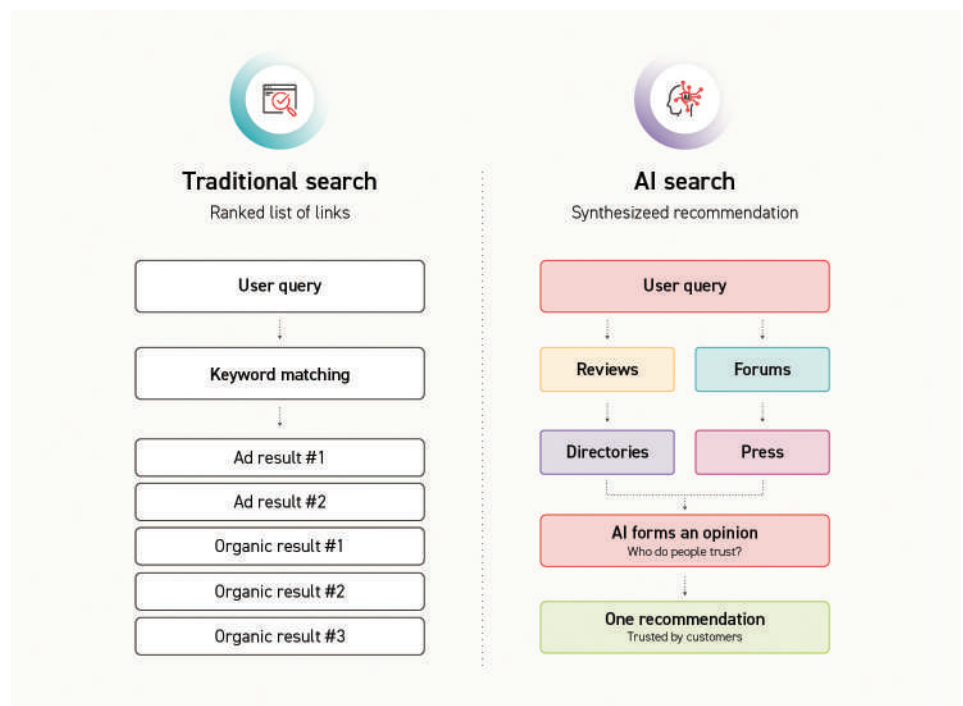 Traditional search
Ranked list of links
User query
Keyword matching
Ad result #1
Ad result #2
Organic result #1
Organic result #2
Organic result #3
AI
AI search
Synthesizeed recommendation
User query
Reviews
Forums
Directories
Press
AI forms an opinion
Who do people trust?
One recommendation
Trusted by customers